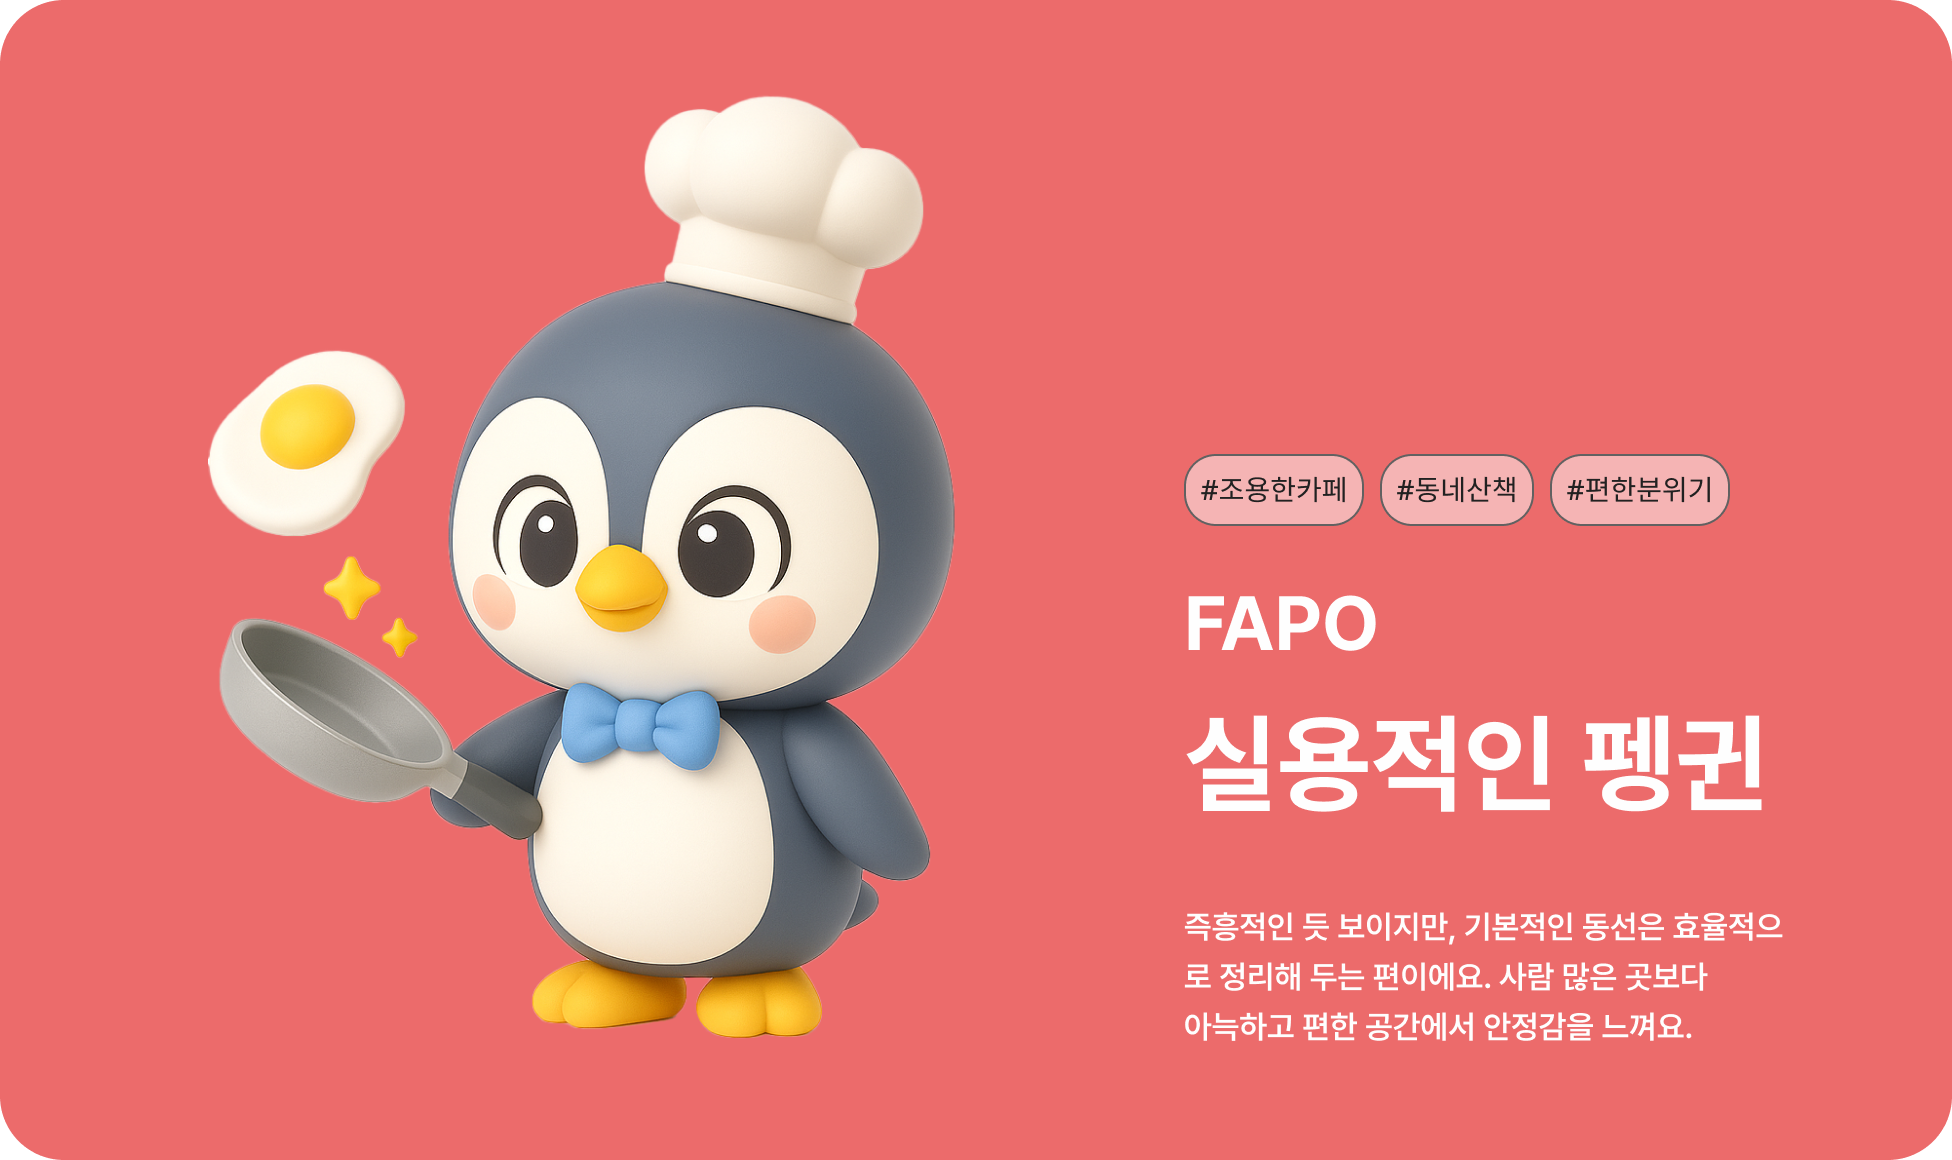 #조용한카페 #동네산책 #편한분위기
FAPO
실용적인 펭귄
즉흥적인 듯 보이지만, 기본적인 동선은 효율적으
로 정리해 두는 편이에요. 사람 많은 곳보다
아늑하고 편한 공간에서 안정감을 느껴요.